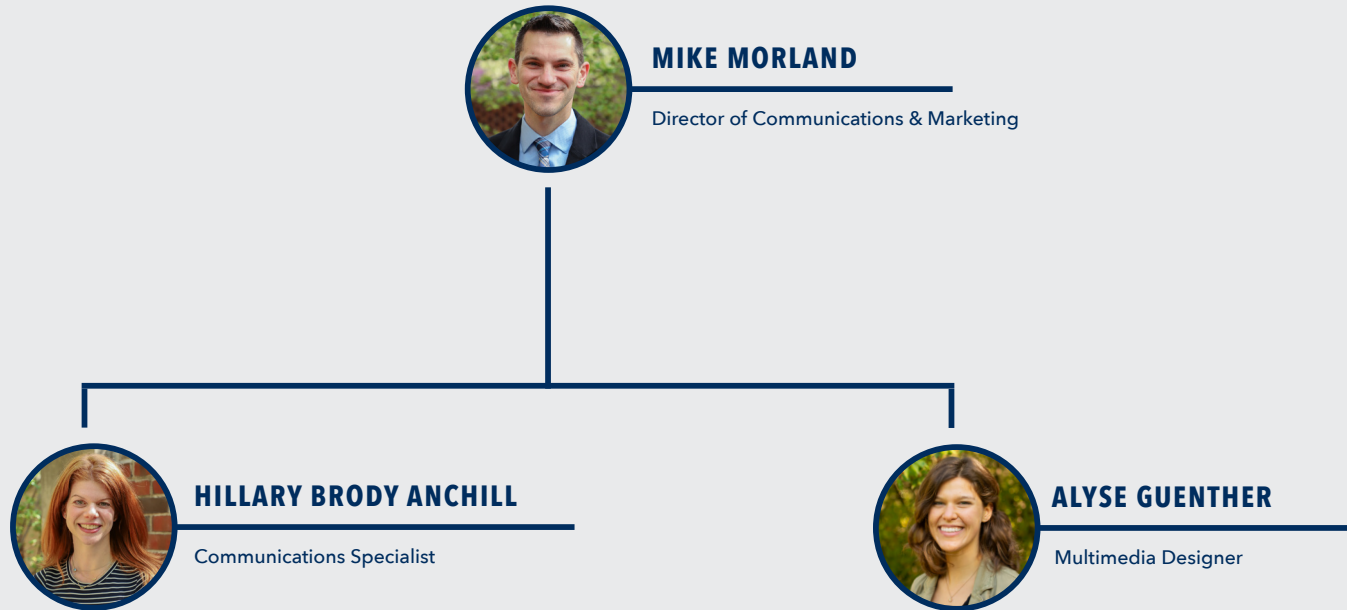 MIKE MORLAND
Director of Communications & Marketing
HILLARY BRODY ANCHILL
Communications Specialist
ALYSE GUENTHER
Multimedia Designer